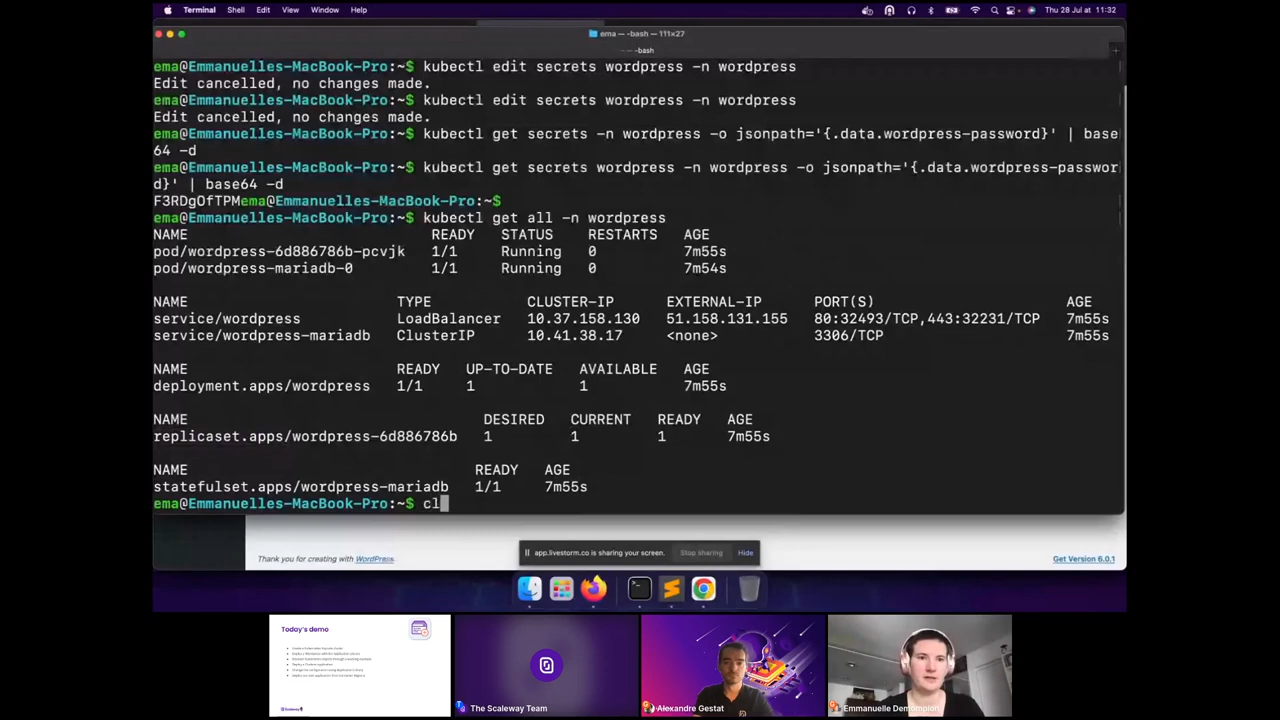 Terminal Shell Edit View Window Help Thu 28 Jul at 11:32
ema — -bash — 111×27
-bash
ema@Emmanuelles-MacBook-Pro:~$ kubectl edit secrets wordpress -n wordpress
Edit cancelled, no changes made.
ema@Emmanuelles-MacBook-Pro:~$ kubectl edit secrets wordpress -n wordpress
Edit cancelled, no changes made.
ema@Emmanuelles-MacBook-Pro:~$ kubectl get secrets -n wordpress -o jsonpath='{.data.wordpress-password}' | base
64 -d
ema@Emmanuelles-MacBook-Pro:~$ kubectl get secrets wordpress -n wordpress -o jsonpath='{.data.wordpress-passwor
d}' | base64 -d
F3RDgOfTPMema@Emmanuelles-MacBook-Pro:~$
ema@Emmanuelles-MacBook-Pro:~$ kubectl get all -n wordpress
NAME READY STATUS RESTARTS AGE
pod/wordpress-6d886786b-pcvjk 1/1 Running 0 7m55s
pod/wordpress-mariadb-0 1/1 Running 0 7m54s
NAME TYPE CLUSTER-IP EXTERNAL-IP PORT(S) AGE
service/wordpress LoadBalancer 10.37.158.130 51.158.131.155 80:32493/TCP,443:32231/TCP 7m55s
service/wordpress-mariadb ClusterIP 10.41.38.17 <none> 3306/TCP 7m55s
NAME READY UP-TO-DATE AVAILABLE AGE
deployment.apps/wordpress 1/1 1 1 7m55s
NAME DESIRED CURRENT READY AGE
replicaset.apps/wordpress-6d886786b 1 1 1 7m55s
NAME READY AGE
statefulset.apps/wordpress-mariadb 1/1 7m55s
ema@Emmanuelles-MacBook-Pro:~$ cl
Thank you for creating with WordPress.
app.livestorm.co is sharing your screen. Stop sharing Hide
Get Version 6.0.1
Today's demo
Scaleway
The Scaleway Team
Alexandre Gestat
Emmanuelle Demompion